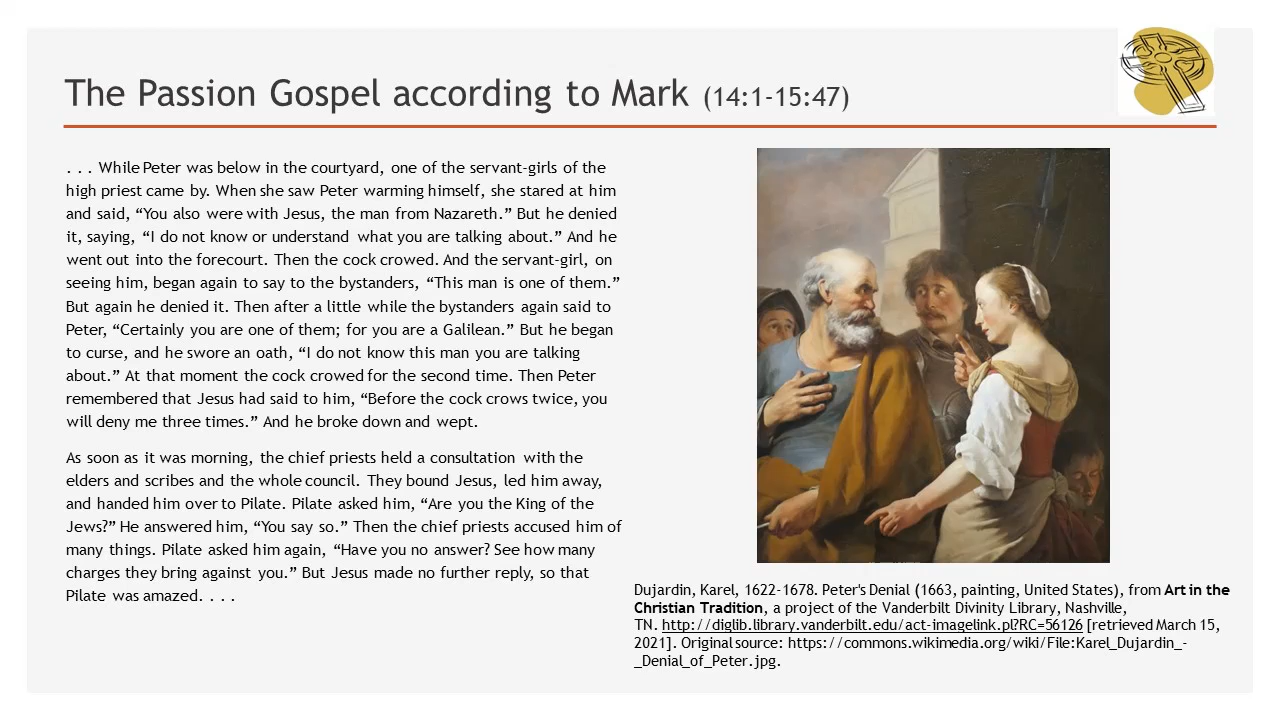 The Passion Gospel according to Mark (14:1-15:47)
. . . While Peter was below in the courtyard, one of the servant-girls of the
high priest came by. When she saw Peter warming himself, she stared at him
and said, “You also were with Jesus, the man from Nazareth.” But he denied
it, saying, “I do not know or understand what you are talking about.” And he
went out into the forecourt. Then the cock crowed. And the servant-girl, on
seeing him, began again to say to the bystanders, “This man is one of them.”
But again he denied it. Then after a little while the bystanders again said to
Peter, “Certainly you are one of them; for you are a Galilean.” But he began
to curse, and he swore an oath, “I do not know this man you are talking
about.” At that moment the cock crowed for the second time. Then Peter
remembered that Jesus had said to him, “Before the cock crows twice, you
will deny me three times.” And he broke down and wept.
As soon as it was morning, the chief priests held a consultation with the
elders and scribes and the whole council. They bound Jesus, led him away,
and handed him over to Pilate. Pilate asked him, “Are you the King of the
Jews?” He answered him, “You say so.” Then the chief priests accused him of
many things. Pilate asked him again, “Have you no answer? See how many
charges they bring against you.” But Jesus made no further reply, so that
Pilate was amazed. . . .
Dujardin, Karel, 1622-1678. Peter's Denial (1663, painting, United States), from Art in the
Christian Tradition, a project of the Vanderbilt Divinity Library, Nashville,
TN. http://diglib.library.vanderbilt.edu/act-imagelink.pl?RC=56126 [retrieved March 15,
2021]. Original source: https://commons.wikimedia.org/wiki/File:Karel_Dujardin_-
_Denial_of_Peter.jpg.